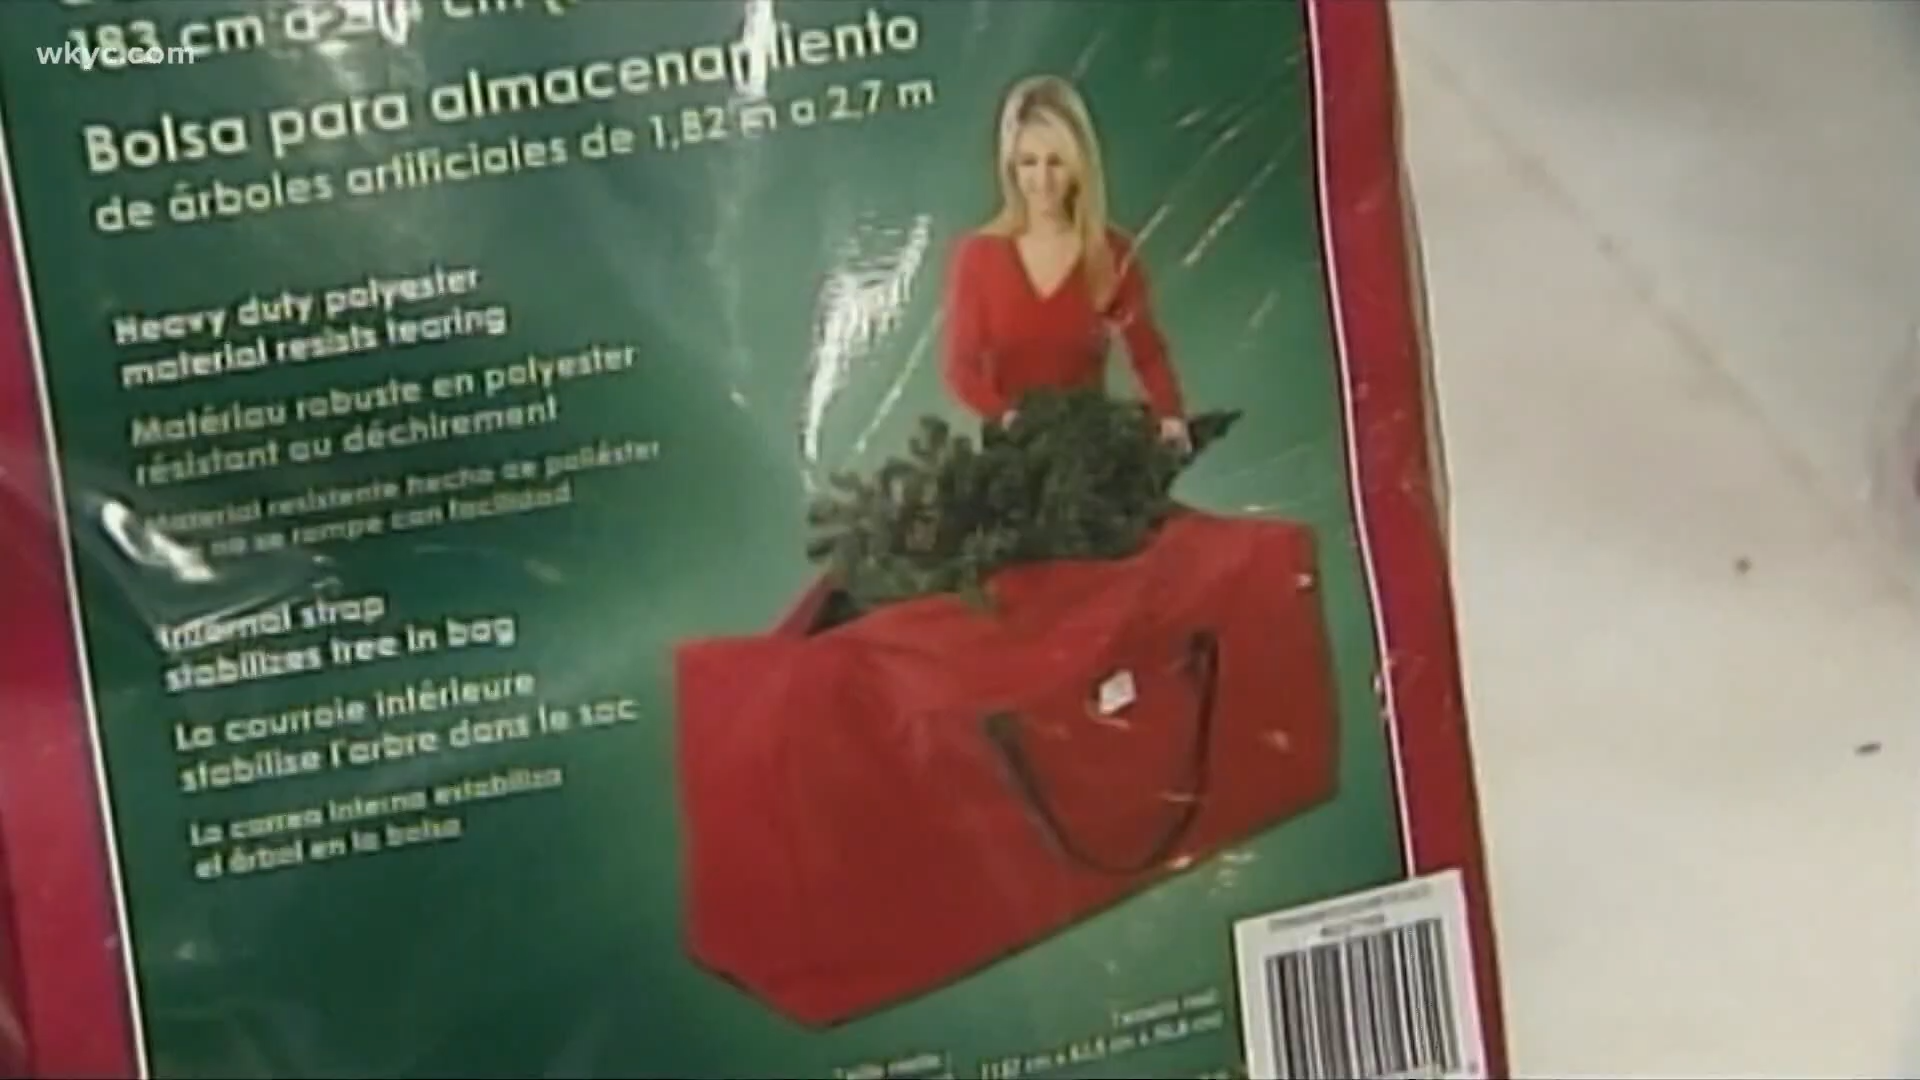 wkyc.com
183 cm à
Bolsa para almacenamiento
de árboles artificiales de 1,82 m a 2,7 m
Heavy duty polyester
material resists tearing
Matériau robuste en polyester
résistant au déchirement
Material resistente hecho de poliéster
no se rompe con facilidad
Internal strap
stabilizes tree in bag
La courroie intérieure
stabilise l'arbre dans le sac
La correa interna estabiliza
el árbol en la bolsa